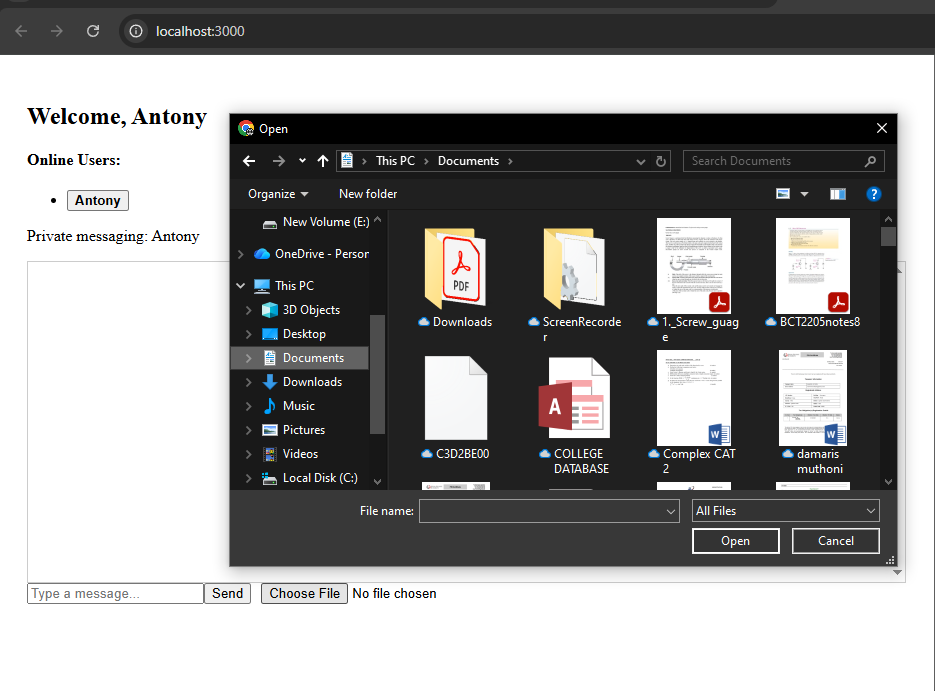 localhost:3000
Welcome, Antony
Online Users:
Antony
Private messaging: Antony
Open
This PC
Documents
Search Documents
Organize
New folder
New Volume (E:)
OneDrive - Person
This PC
3D Objects
Desktop
Documents
Downloads
Music
Pictures
Videos
Local Disk (C:)
PDF
Downloads
ScreenRecorde
r
1._Screw_guag
e
BCT2205notes8
C3D2BE00
A
COLLEGE
DATABASE
W
Complex CAT
2
W
damaris
muthoni
File name:
All Files
Open
Cancel
Type a message...
Send
Choose File
No file chosen